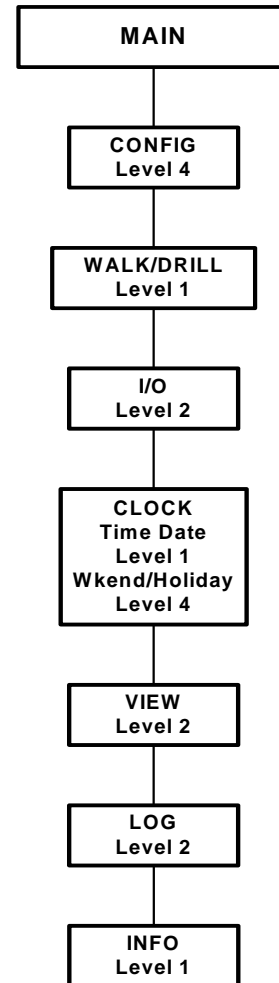 MAIN
CONFIG
Level 4
WALK/DRILL
Level 1
I/O
Level 2
CLOCK
Time Date
Level 1
Wkend/Holiday
Level 4
VIEW
Level 2
LOG
Level 2
INFO
Level 1